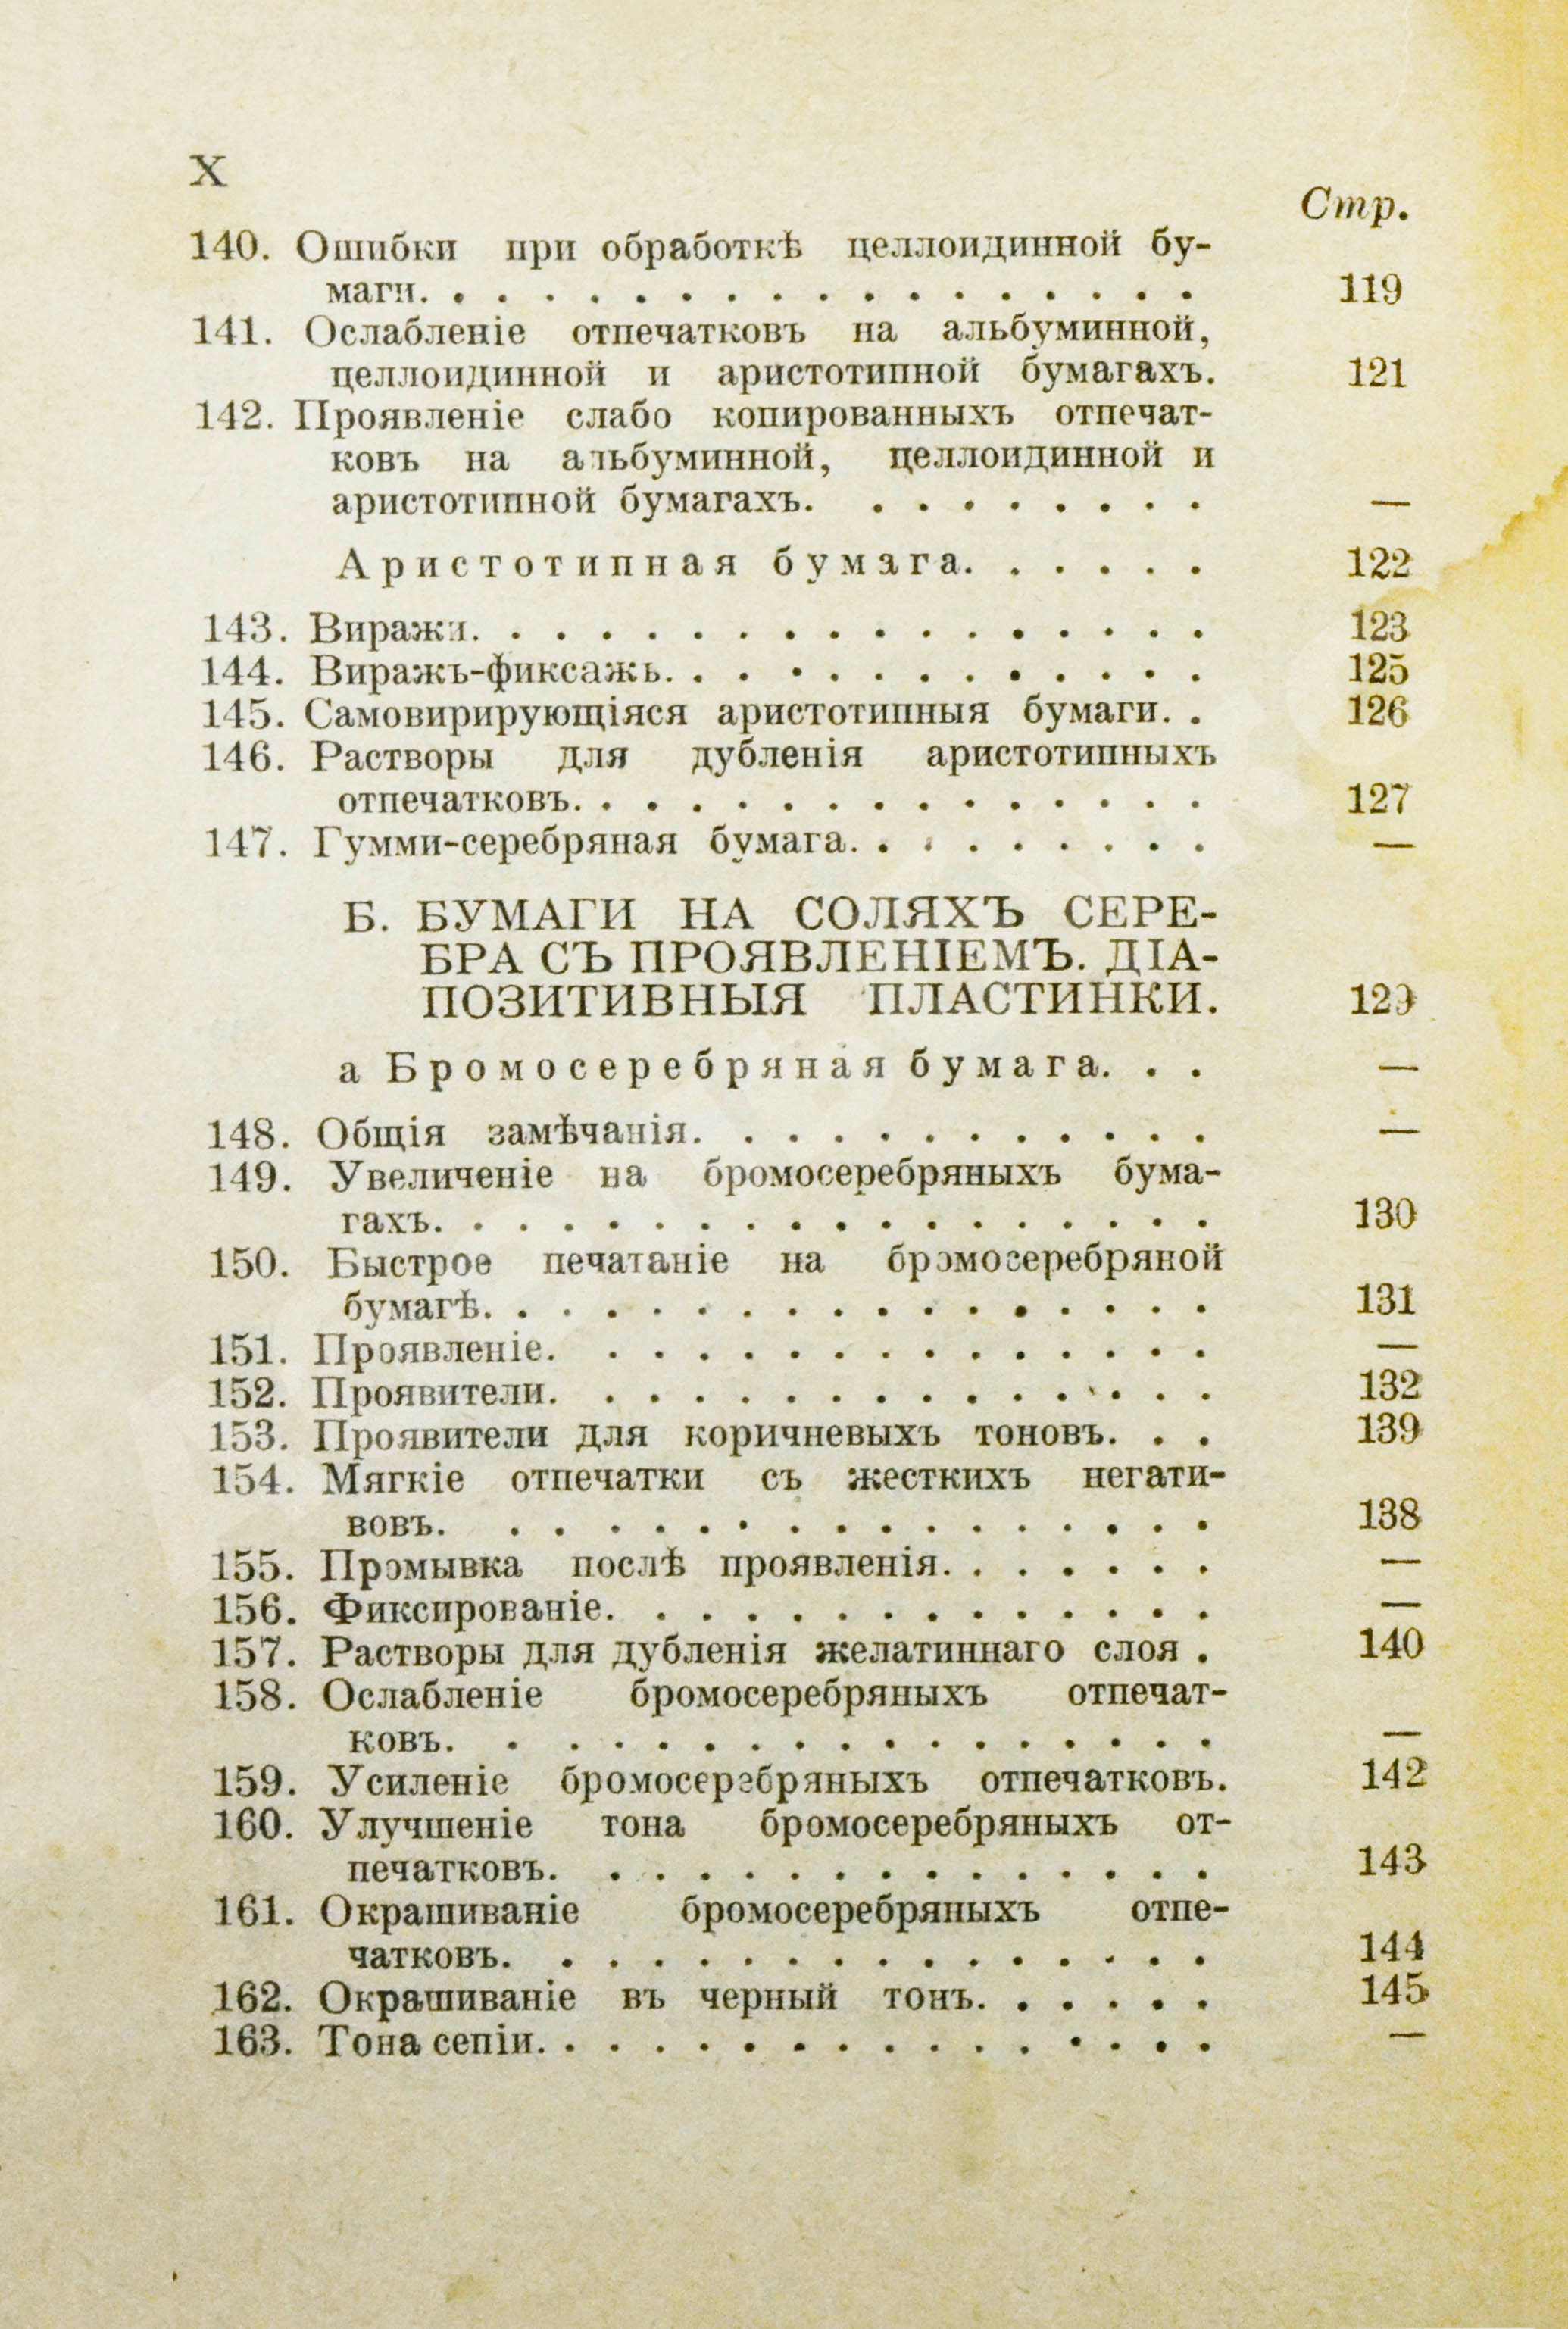 X
Стр.
140. Ошибки при обработкѣ целлоидинной бу-
маги. . . . . . . . . . . . . . . . . . 119
141. Ослабленіе отпечатковъ на альбуминной,
целлоидинной и аристотипной бумагахъ. 121
142. Проявленіе слабо копированныхъ отпечат-
ковъ на альбуминной, целлоидинной и
аристотипной бумагахъ. . . . . . . . . —
Аристотипная бумага. . . . . . 122
143. Виражи. . . . . . . . . . . . . . . . . 123
144. Виражъ-фиксажъ. . . . . . . . . . . . . 125
145. Самовирирующіяся аристотипныя бумаги. . 126
146. Растворы для дубленія аристотипныхъ
отпечатковъ. . . . . . . . . . . . . . . 127
147. Гумми-серебряная бумага. . . . . . . . . —
Б. БУМАГИ НА СОЛЯХЪ СЕРЕ-
БРА СЪ ПРОЯВЛЕНІЕМЪ. ДІА-
ПОЗИТИВНЫЯ ПЛАСТИНКИ. 129
а Бромосеребряная бумага. . . —
148. Общія замѣчанія. . . . . . . . . . . . —
149. Увеличеніе на бромосеребряныхъ бума-
гахъ. . . . . . . . . . . . . . . . . . 130
150. Быстрое печатаніе на бромосеребряной
бумагѣ. . . . . . . . . . . . . . . . . 131
151. Проявленіе. . . . . . . . . . . . . . . —
152. Проявители. . . . . . . . . . . . . . . 132
153. Проявители для коричневыхъ тоновъ. . . 139
154. Мягкіе отпечатки съ жесткихъ негати-
вовъ. . . . . . . . . . . . . . . . . 138
155. Промывка послѣ проявленія. . . . . . . —
156. Фиксированіе. . . . . . . . . . . . . . —
157. Растворы для дубленія желатиннаго слоя . 140
158. Ослабленіе бромосеребряныхъ отпечат-
ковъ. . . . . . . . . . . . . . . . —
159. Усиленіе бромосеребряныхъ отпечатковъ. 142
160. Улучшеніе тона бромосеребряныхъ от-
печатковъ. . . . . . . . . . . . . . . 143
161. Окрашиваніе бромосеребряныхъ отпе-
чатковъ. . . . . . . . . . . . . . . . 144
162. Окрашиваніе въ черный тонъ. . . . . . 145
163. Тона сепіи. . . . . . . . . . . . . . . . —